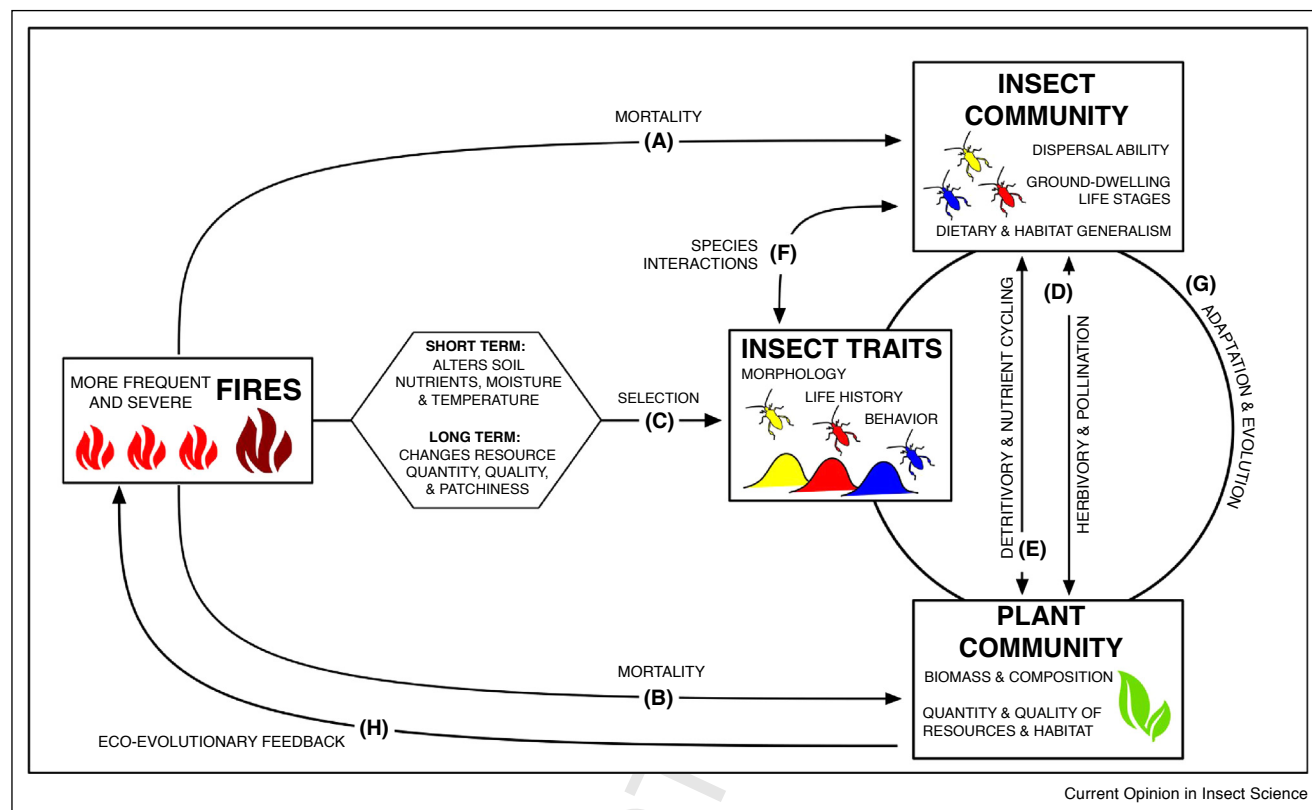 INSECT
COMMUNITY
DISPERSAL ABILITY
GROUND-DWELLING
LIFE STAGES
DIETARY & HABITAT GENERALISM
MORTALITY
(A)
SPECIES
INTERACTIONS
(F)
(D)
(G)
ADAPTATION & EVOLUTION
DETRITIVORY & NUTRIENT CYCLING
HERBIVORY & POLLINATION
(E)
MORE FREQUENT
AND SEVERE
FIRES
SHORT TERM:
ALTERS SOIL
NUTRIENTS, MOISTURE
& TEMPERATURE
LONG TERM:
CHANGES RESOURCE
QUANTITY, QUALITY,
& PATCHINESS
SELECTION
(C)
INSECT TRAITS
MORPHOLOGY
LIFE HISTORY
BEHAVIOR
PLANT
COMMUNITY
BIOMASS & COMPOSITION
QUANTITY & QUALITY OF
RESOURCES & HABITAT
MORTALITY
(B)
(H)
ECO-EVOLUTIONARY FEEDBACK
Current Opinion in Insect Science